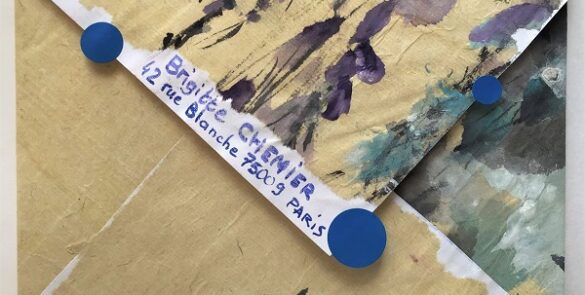 Brigitte CHEMIER
42 rue Blanche 75009 PARIS